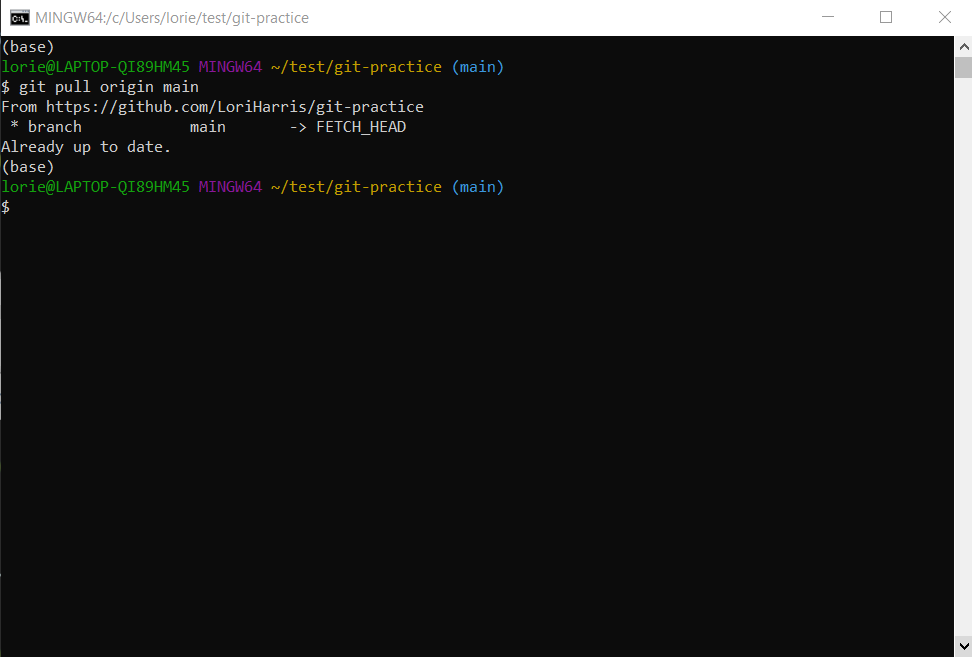 MINGW64:/c/Users/lorie/test/git-practice
(base)
lorie@LAPTOP-QI89HM45 MINGW64 ~/test/git-practice (main)
$ git pull origin main
From https://github.com/LoriHarris/git-practice
 * branch            main       -> FETCH_HEAD
Already up to date.
(base)
lorie@LAPTOP-QI89HM45 MINGW64 ~/test/git-practice (main)
$